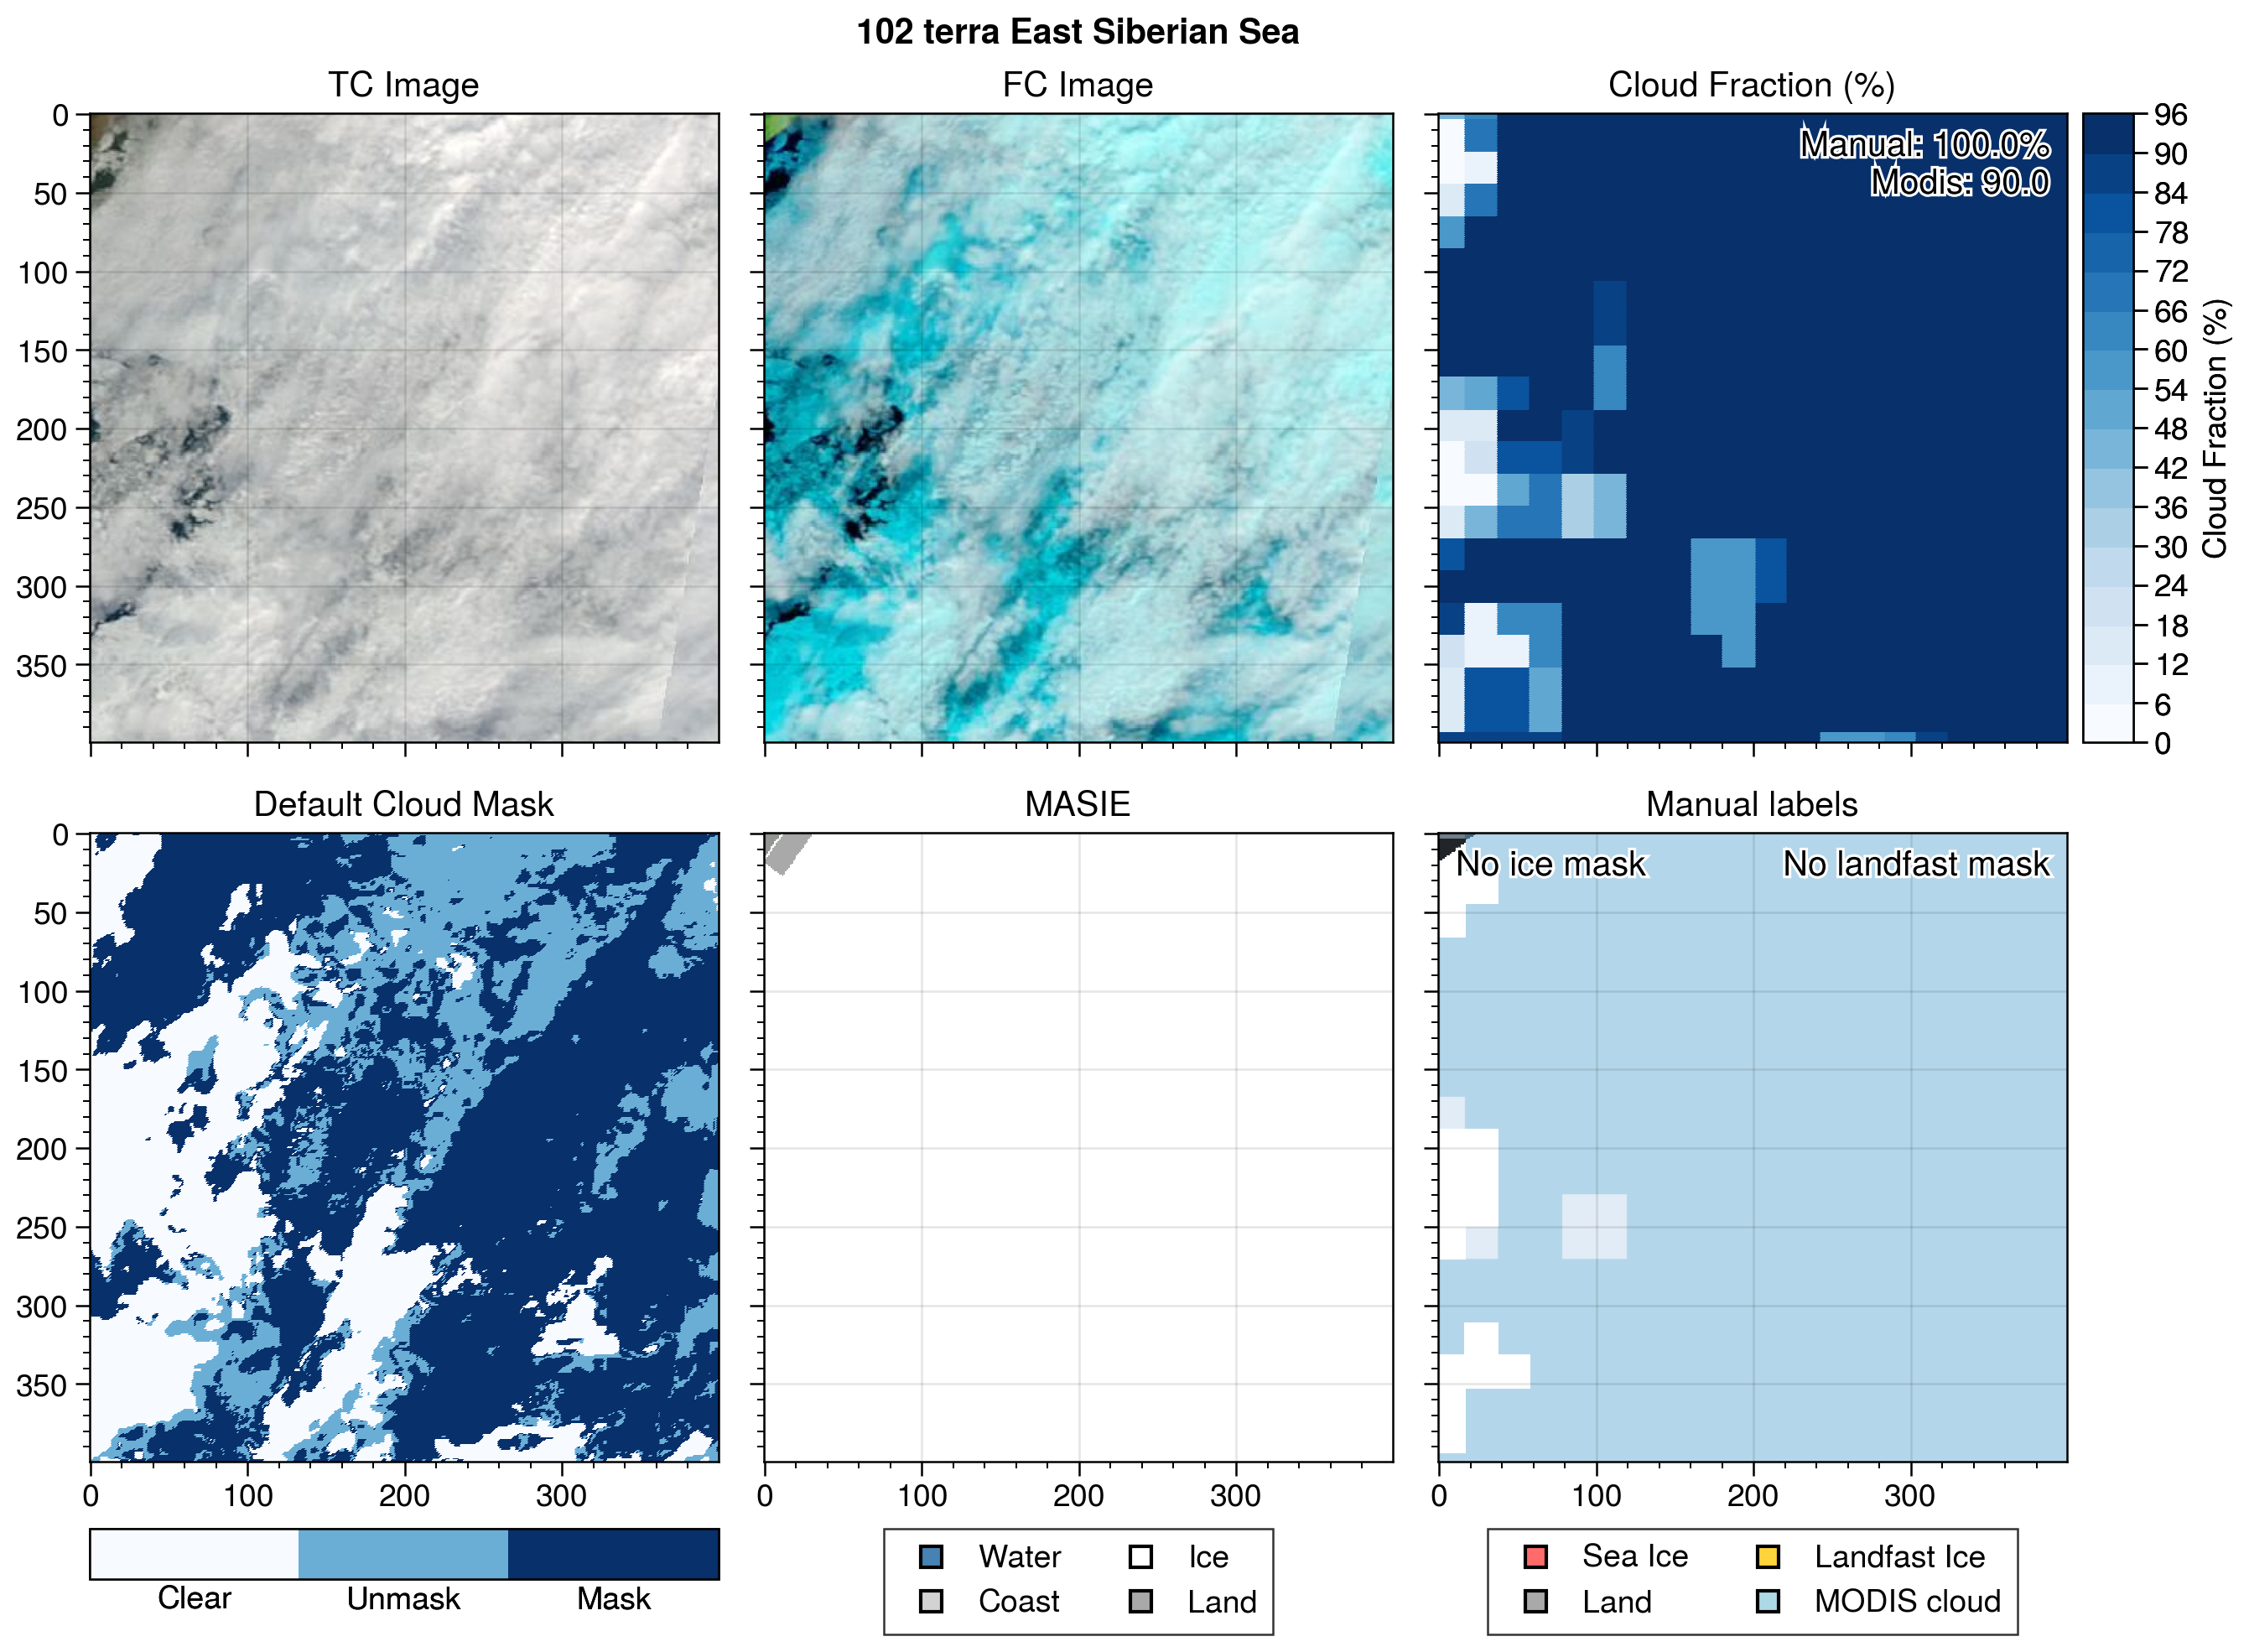 102 terra East Siberian Sea
TC Image
FC Image
Cloud Fraction (%)
0
50
100
150
200
250
300
350
Manual: 100.0%
Modis: 90.0
96
90
84
78
72
66
60
54
48
42
36
30
24
18
12
6
0
Cloud Fraction (%)
Default Cloud Mask
MASIE
Manual labels
0
50
100
150
200
250
300
350
No ice mask
No landfast mask
0 100 200 300
0 100 200 300
0 100 200 300
Clear Unmask Mask
Water Ice
Coast Land
Sea Ice Landfast Ice
Land MODIS cloud